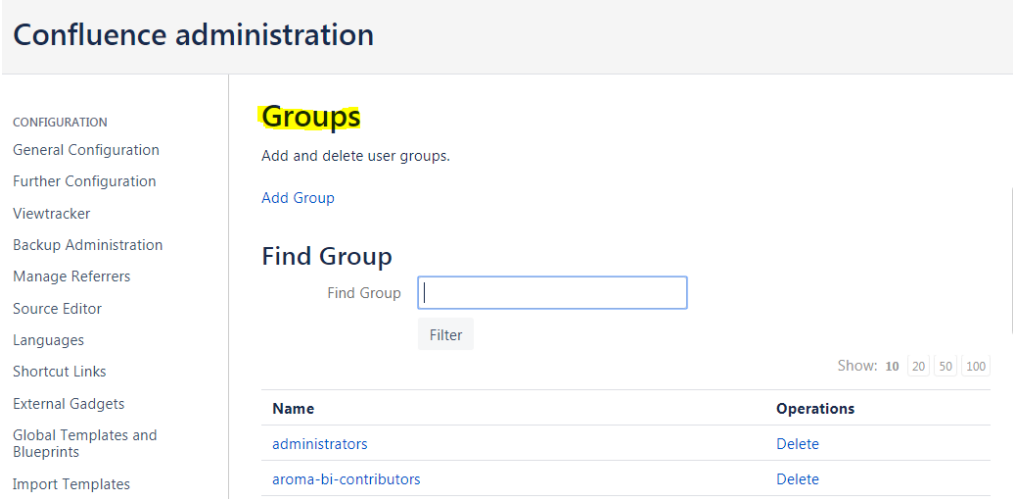 Confluence administration
CONFIGURATION
General Configuration
Further Configuration
Viewtracker
Backup Administration
Manage Referrers
Source Editor
Languages
Shortcut Links
External Gadgets
Global Templates and
Blueprints
Import Templates
Groups
Add and delete user groups.
Add Group
Find Group
Find Group
Filter
Show: 10 20 50 100
Name Operations
administrators Delete
aroma-bi-contributors Delete